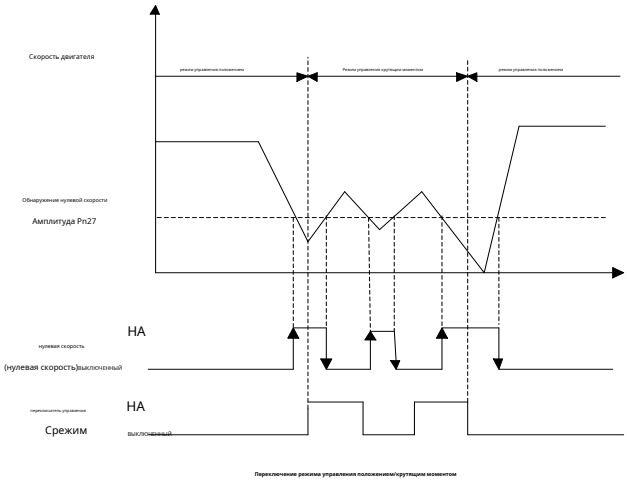 Скорость двигателя
режим управления положением
Режим управления крутящим моментом
режим управления положением
Обнаружение нулевой скорости
Амплитуда Pn27
НА
нулевая скорость
(нулевая скорость)выключенный
НА
переключатель управления
Cрежим
выключенный
Переключение режима управления положением/крутящим моментом